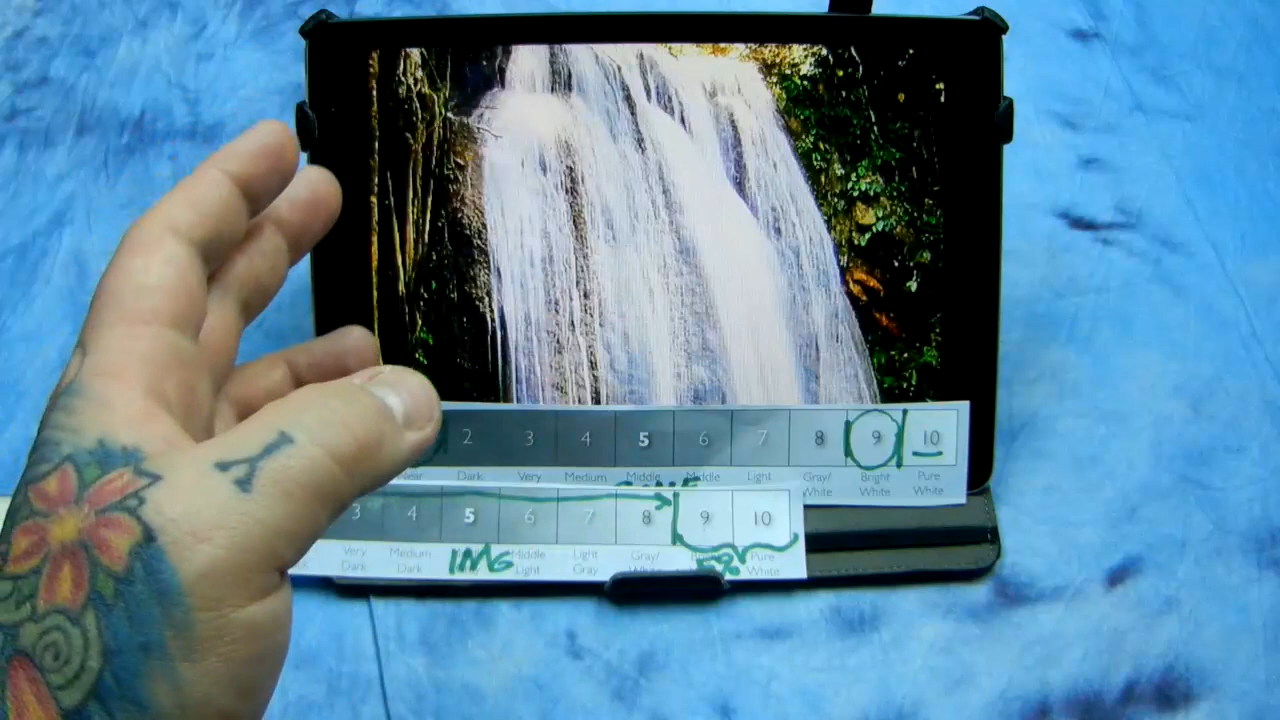 2 3 4 5 6 7 8 9 10
Dark Very Medium Middle Middle Light Gray/ Bright Pure
White White White
3 4 5 6 7 8 9 10
Very Medium Middle Light Gray/ Pure
Dark Dark IMG Light Gray White